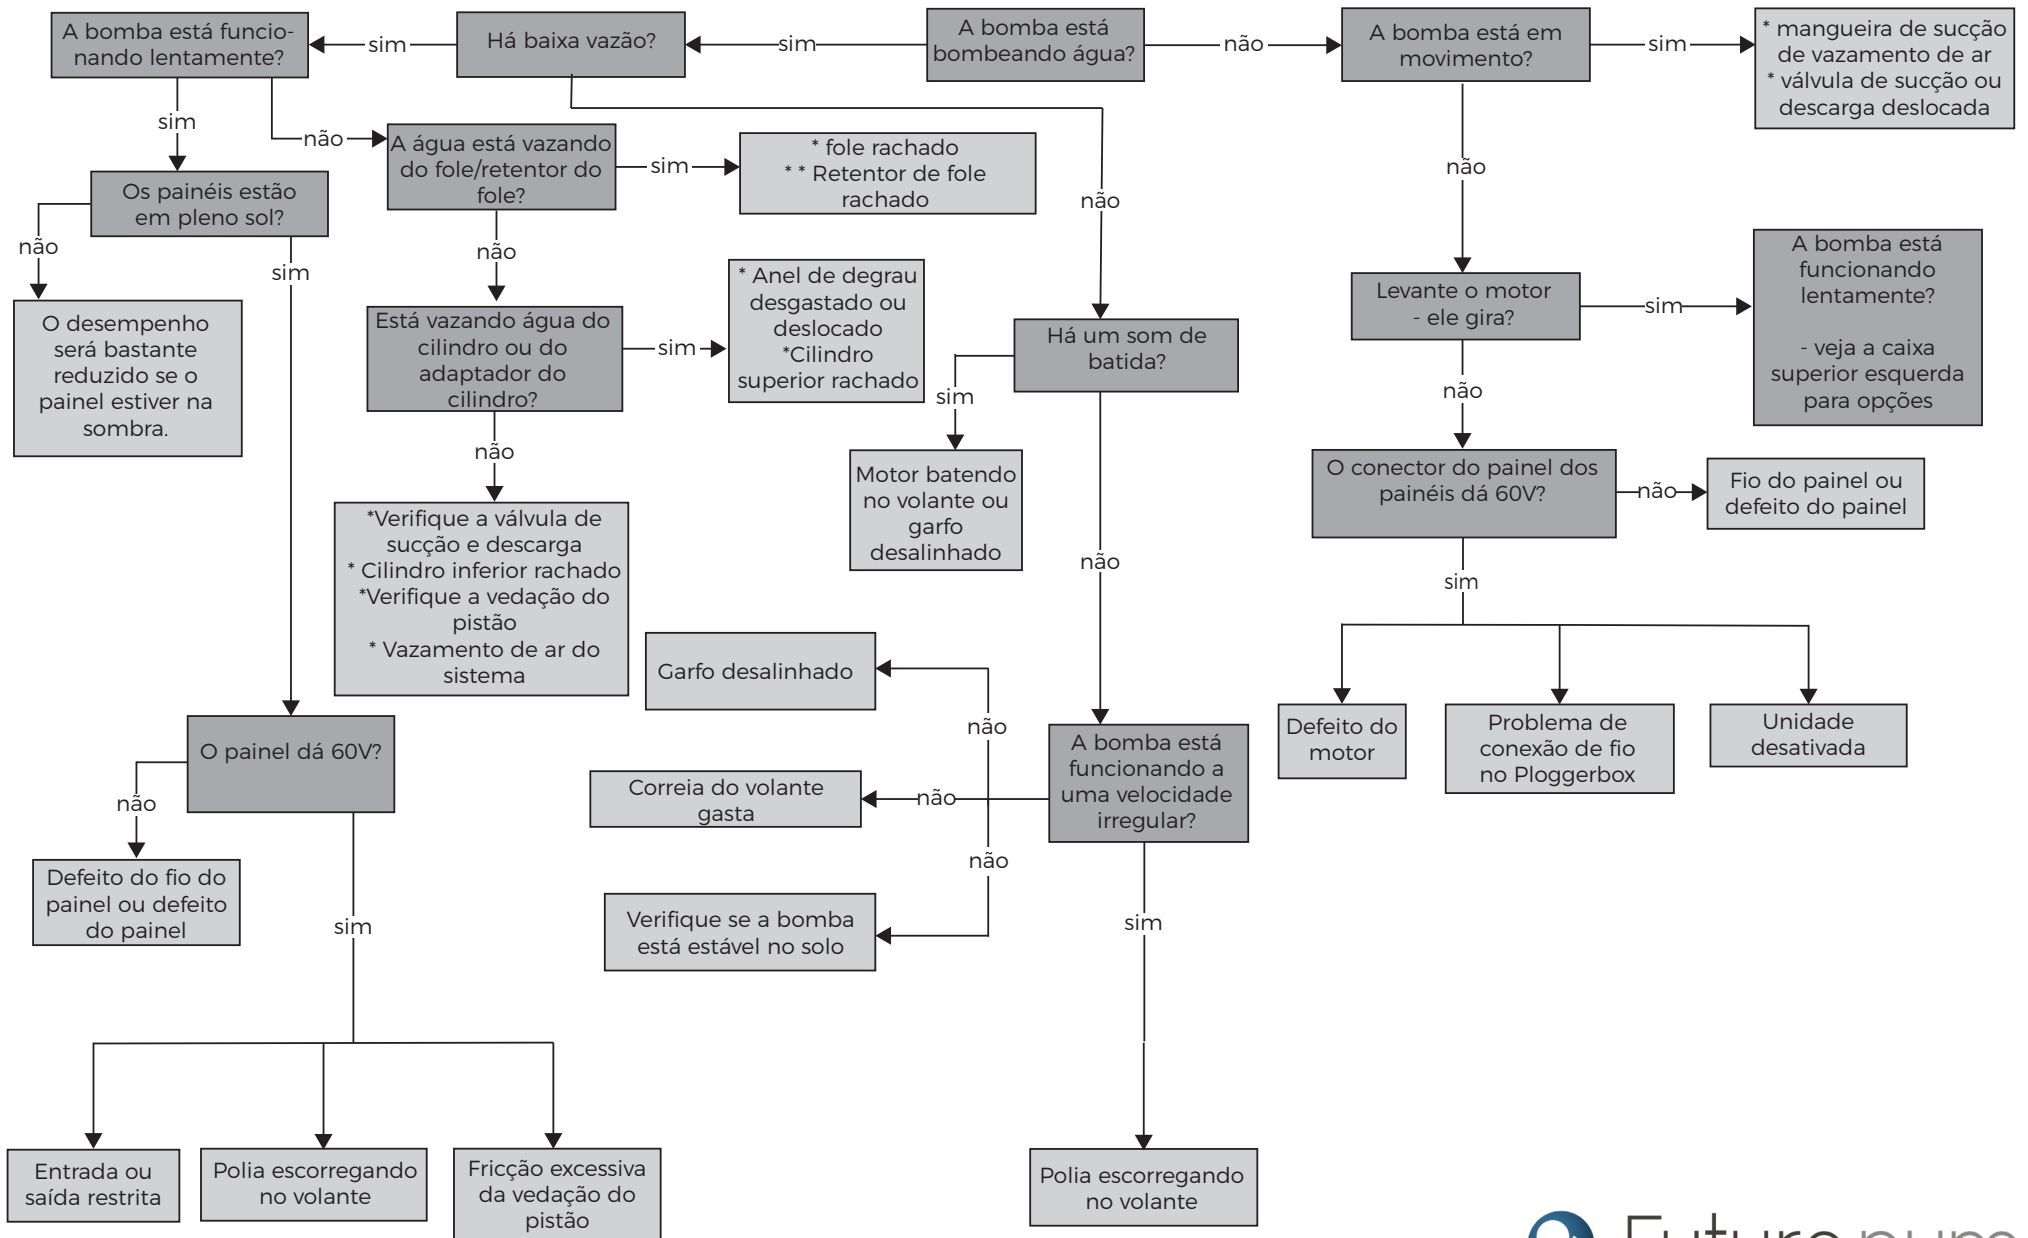 A bomba está funcio-
nando lentamente?
sim
Há baixa vazão?
sim
A bomba está
bombeando água?
não
A bomba está em
movimento?
sim
* mangueira de sucção
de vazamento de ar
* válvula de sucção ou
descarga deslocada
sim
não
A água está vazando
do fole/retentor do
fole?
sim
* fole rachado
* * Retentor de fole
rachado
não
não
Os painéis estão
em pleno sol?
não
sim
não
O desempenho
será bastante
reduzido se o
painel estiver na
sombra.
Está vazando água do
cilindro ou do
adaptador do
cilindro?
sim
* Anel de degrau
desgastado ou
deslocado
*Cilindro
superior rachado
Há um som de
batida?
sim
Levante o motor
- ele gira?
sim
A bomba está
funcionando
lentamente?
- veja a caixa
superior esquerda
para opções
não
não
Motor batendo
no volante ou
garfo
desalinhado
O conector do painel dos
painéis dá 60V?
não
Fio do painel ou
defeito do painel
*Verifique a válvula de
sucção e descarga
* Cilindro inferior rachado
*Verifique a vedação do
pistão
* Vazamento de ar do
sistema
não
sim
Garfo desalinhado
não
Defeito do
motor
Problema de
conexão de fio
no Ploggerbox
Unidade
desativada
O painel dá 60V?
não
Correia do volante
gasta
não
A bomba está
funcionando a
uma velocidade
irregular?
não
Defeito do fio do
painel ou defeito
do painel
sim
Verifique se a bomba
está estável no solo
sim
Entrada ou
saída restrita
Polia escorregando
no volante
Fricção excessiva
da vedação do
pistão
Polia escorregando
no volante